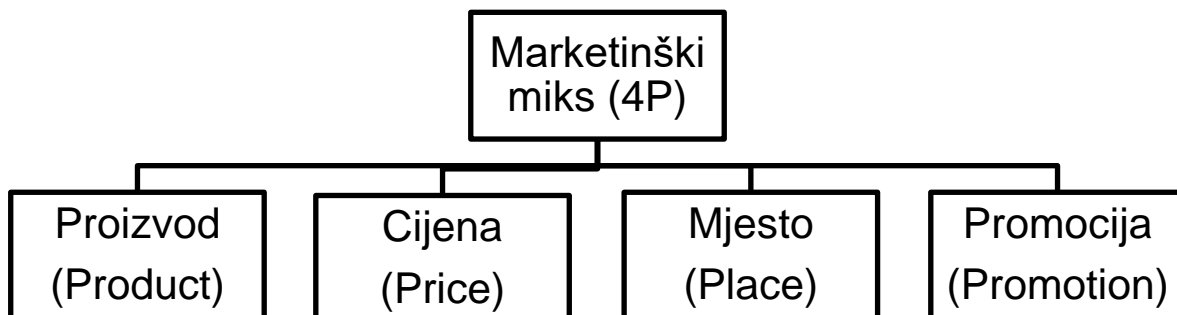 Marketinški
miks (4P)
Proizvod
(Product)
Cijena
(Price)
Mjesto
(Place)
Promocija
(Promotion)